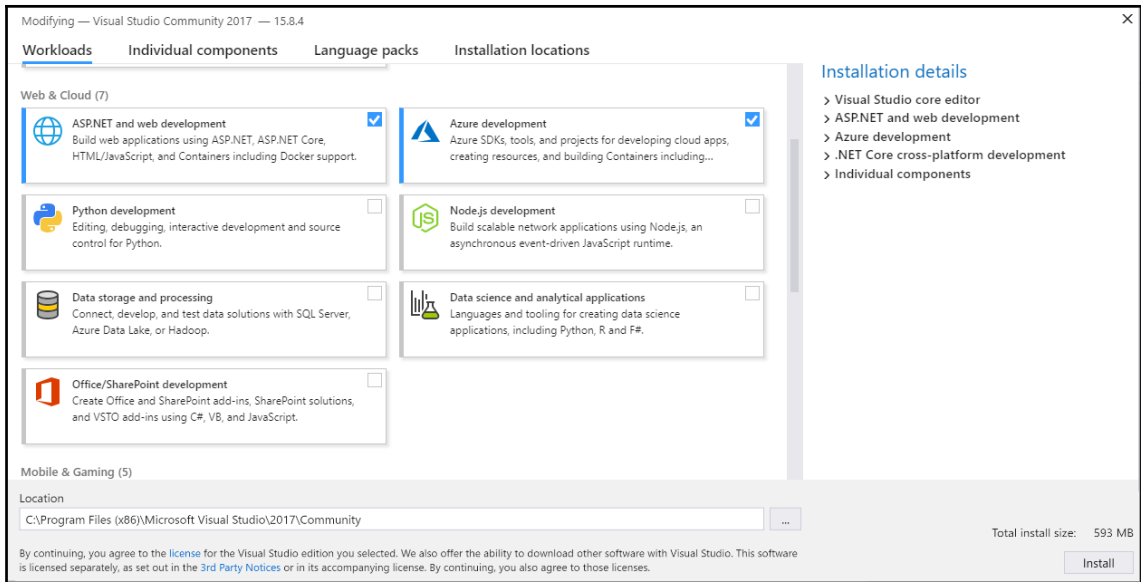 Modifying — Visual Studio Community 2017 — 15.8.4
Workloads Individual components Language packs Installation locations
Web & Cloud (7)
ASP.NET and web development
Build web applications using ASP.NET, ASP.NET Core,
HTML/JavaScript, and Containers including Docker support.
Azure development
Azure SDKs, tools, and projects for developing cloud apps,
creating resources, and building Containers including...
Python development
Editing, debugging, interactive development and source
control for Python.
Node.js development
Build scalable network applications using Node.js, an
asynchronous event-driven JavaScript runtime.
Data storage and processing
Connect, develop, and test data solutions with SQL Server,
Azure Data Lake, or Hadoop.
Data science and analytical applications
Languages and tooling for creating data science
applications, including Python, R and F#.
Office/SharePoint development
Create Office and SharePoint add-ins, SharePoint solutions,
and VSTO add-ins using C#, VB, and JavaScript.
Mobile & Gaming (5)
Installation details
Visual Studio core editor
ASP.NET and web development
Azure development
.NET Core cross-platform development
Individual components
Location
C:\Program Files (x86)\Microsoft Visual Studio\2017\Community
...
By continuing, you agree to the license for the Visual Studio edition you selected. We also offer the ability to download other software with Visual Studio. This software
is licensed separately, as set out in the 3rd Party Notices or in its accompanying license. By continuing, you also agree to those licenses.
Total install size: 593 MB
Install